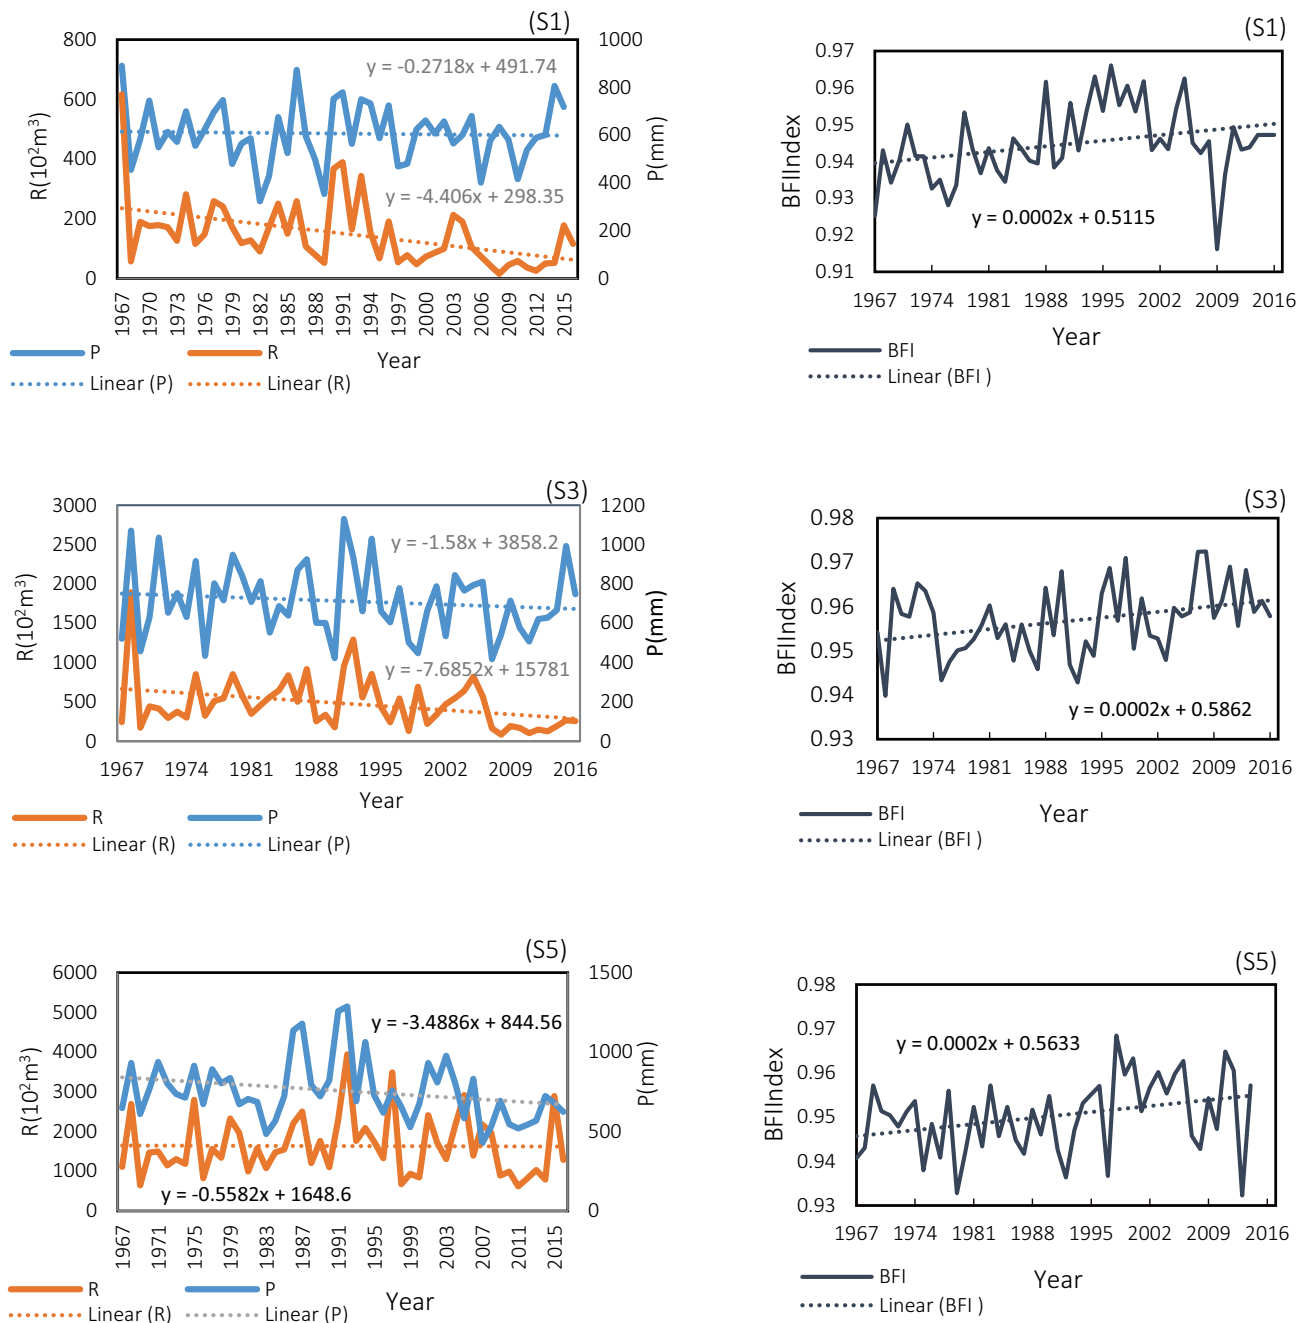 (S1)
800
600
400
200
0
R(10²m³)
1000
800
600
400
200
0
P(mm)
y = -0.2718x + 491.74
y = -4.406x + 298.35
1967
1970
1973
1976
1979
1982
1985
1988
1991
1994
1997
2000
2003
2006
2009
2012
2015
Year
P
R
Linear (P)
Linear (R)
(S1)
0.97
0.96
0.95
0.94
0.93
0.92
0.91
BFIIndex
y = 0.0002x + 0.5115
1967 1974 1981 1988 1995 2002 2009 2016
Year
BFI
Linear (BFI )
(S3)
3000
2500
2000
1500
1000
500
0
R(10²m³)
1200
1000
800
600
400
200
0
P(mm)
y = -1.58x + 3858.2
y = -7.6852x + 15781
1967 1974 1981 1988 1995 2002 2009 2016
Year
R
P
Linear (R)
Linear (P)
(S3)
0.98
0.97
0.96
0.95
0.94
0.93
BFIIndex
y = 0.0002x + 0.5862
1967 1974 1981 1988 1995 2002 2009 2016
Year
BFI
Linear (BFI )
(S5)
6000
5000
4000
3000
2000
1000
0
R(10²m³)
1500
1000
500
0
P(mm)
y = -3.4886x + 844.56
y = -0.5582x + 1648.6
1967
1971
1975
1979
1983
1987
1991
1995
1999
2003
2007
2011
2015
Year
R
P
Linear (R)
Linear (P)
(S5)
0.98
0.97
0.96
0.95
0.94
0.93
BFIIndex
y = 0.0002x + 0.5633
1967 1974 1981 1988 1995 2002 2009 2016
Year
BFI
Linear (BFI )